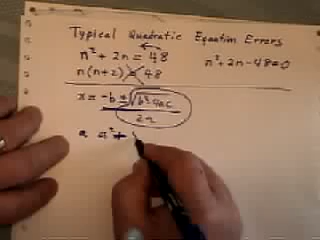 Typical Quadratic Equation Errors
n² + 2n = 48    n² + 2n - 48 = 0
n(n+2) = 48
x = -b ± √b² - 4ac
2a
a a² +